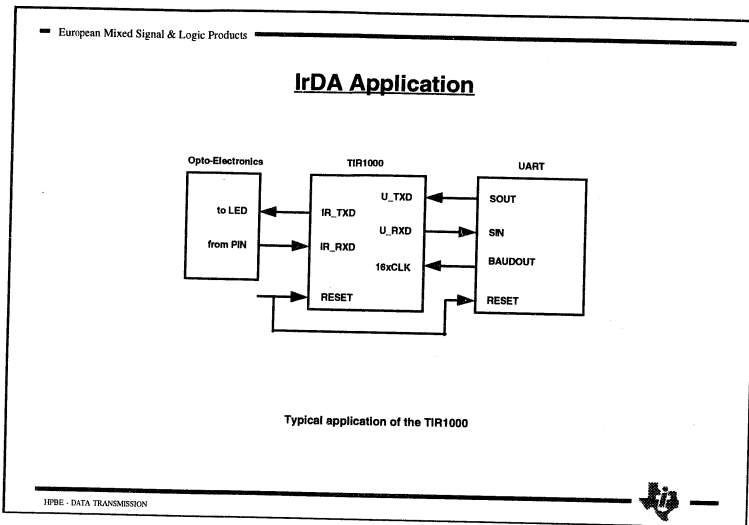 European Mixed Signal & Logic Products
IrDA Application
Opto-Electronics
TIR1000
UART
to LED
from PIN
IR_TXD
IR_RXD
RESET
U_TXD
U_RXD
16xCLK
SOUT
SIN
BAUDOUT
RESET
Typical application of the TIR1000
HPBE - DATA TRANSMISSION